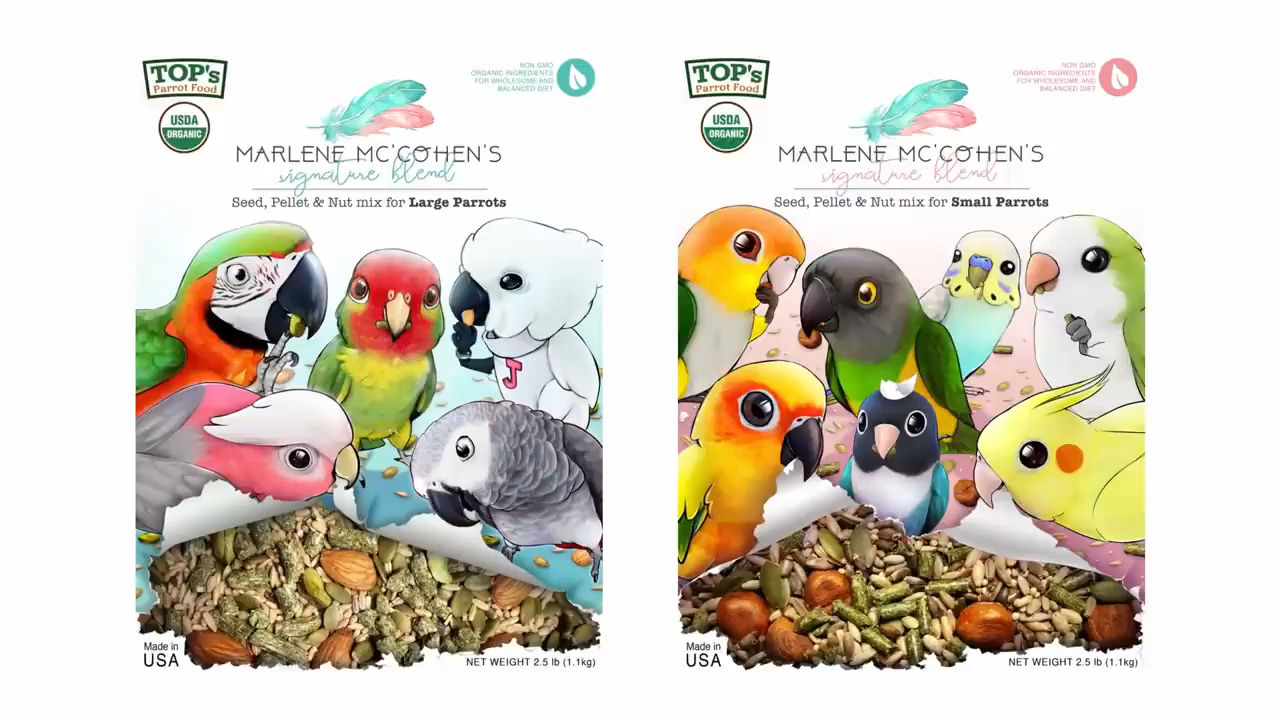 TOP's
Parrot Food
USDA
ORGANIC
NON GMO
ORGANIC INGREDIENTS
FOR WHOLESOME AND
BALANCED DIET
MARLENE MC'COHEN'S
signature blend
Seed, Pellet & Nut mix for Large Parrots
J
Made in
USA
NET WEIGHT 2.5 lb (1.1kg)
TOP's
Parrot Food
USDA
ORGANIC
NON GMO
ORGANIC INGREDIENTS
FOR WHOLESOME AND
BALANCED DIET
MARLENE MC'COHEN'S
signature blend
Seed, Pellet & Nut mix for Small Parrots
Made in
USA
NET WEIGHT 2.5 lb (1.1kg)